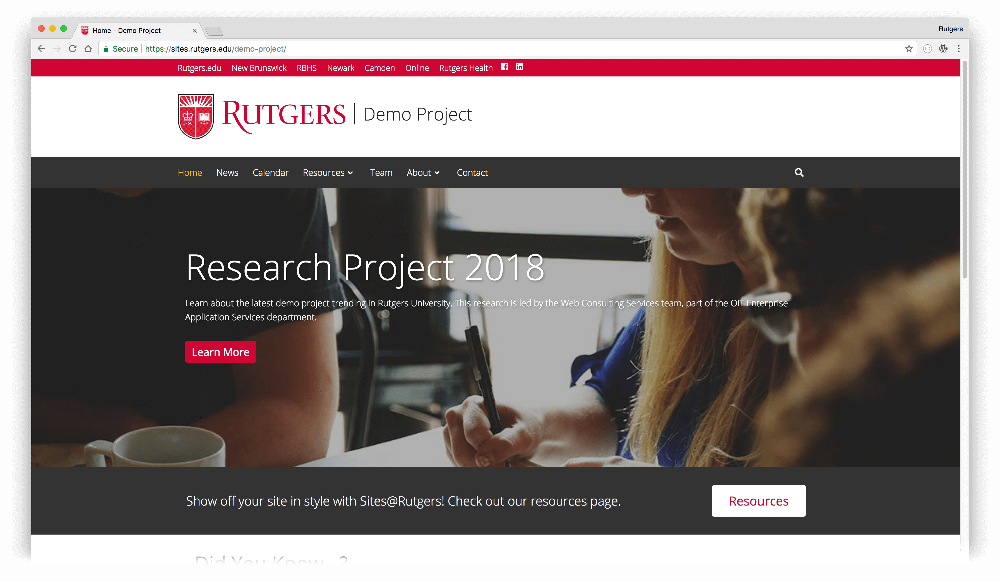 Home - Demo Project
Rutgers
Secure https://sites.rutgers.edu/demo-project/
Rutgers.edu New Brunswick RBHS Newark Camden Online Rutgers Health
1766
RUTGERS | Demo Project
Home News Calendar Resources Team About Contact
Research Project 2018
Learn about the latest demo project trending in Rutgers University. This research is led by the Web Consulting Services team, part of the OIT Enterprise
Application Services department.
Learn More
Show off your site in style with Sites@Rutgers! Check out our resources page.
Resources
Did You Know...?